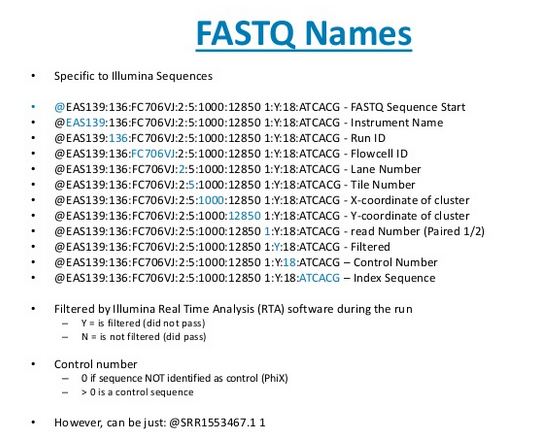 FASTQ Names
• Specific to Illumina Sequences
• @EAS139:136:FC706VJ:2:5:1000:12850 1:Y:18:ATCACG - FASTQ Sequence Start
• @EAS139:136:FC706VJ:2:5:1000:12850 1:Y:18:ATCACG - Instrument Name
• @EAS139:136:FC706VJ:2:5:1000:12850 1:Y:18:ATCACG - Run ID
• @EAS139:136:FC706VJ:2:5:1000:12850 1:Y:18:ATCACG - Flowcell ID
• @EAS139:136:FC706VJ:2:5:1000:12850 1:Y:18:ATCACG - Lane Number
• @EAS139:136:FC706VJ:2:5:1000:12850 1:Y:18:ATCACG - Tile Number
• @EAS139:136:FC706VJ:2:5:1000:12850 1:Y:18:ATCACG - X-coordinate of cluster
• @EAS139:136:FC706VJ:2:5:1000:12850 1:Y:18:ATCACG - Y-coordinate of cluster
• @EAS139:136:FC706VJ:2:5:1000:12850 1:Y:18:ATCACG - read Number (Paired 1/2)
• @EAS139:136:FC706VJ:2:5:1000:12850 1:Y:18:ATCACG - Filtered
• @EAS139:136:FC706VJ:2:5:1000:12850 1:Y:18:ATCACG – Control Number
• @EAS139:136:FC706VJ:2:5:1000:12850 1:Y:18:ATCACG – Index Sequence
• Filtered by Illumina Real Time Analysis (RTA) software during the run
– Y = is filtered (did not pass)
– N = is not filtered (did pass)
• Control number
– 0 if sequence NOT identified as control (PhiX)
– > 0 is a control sequence
• However, can be just: @SRR1553467.1 1